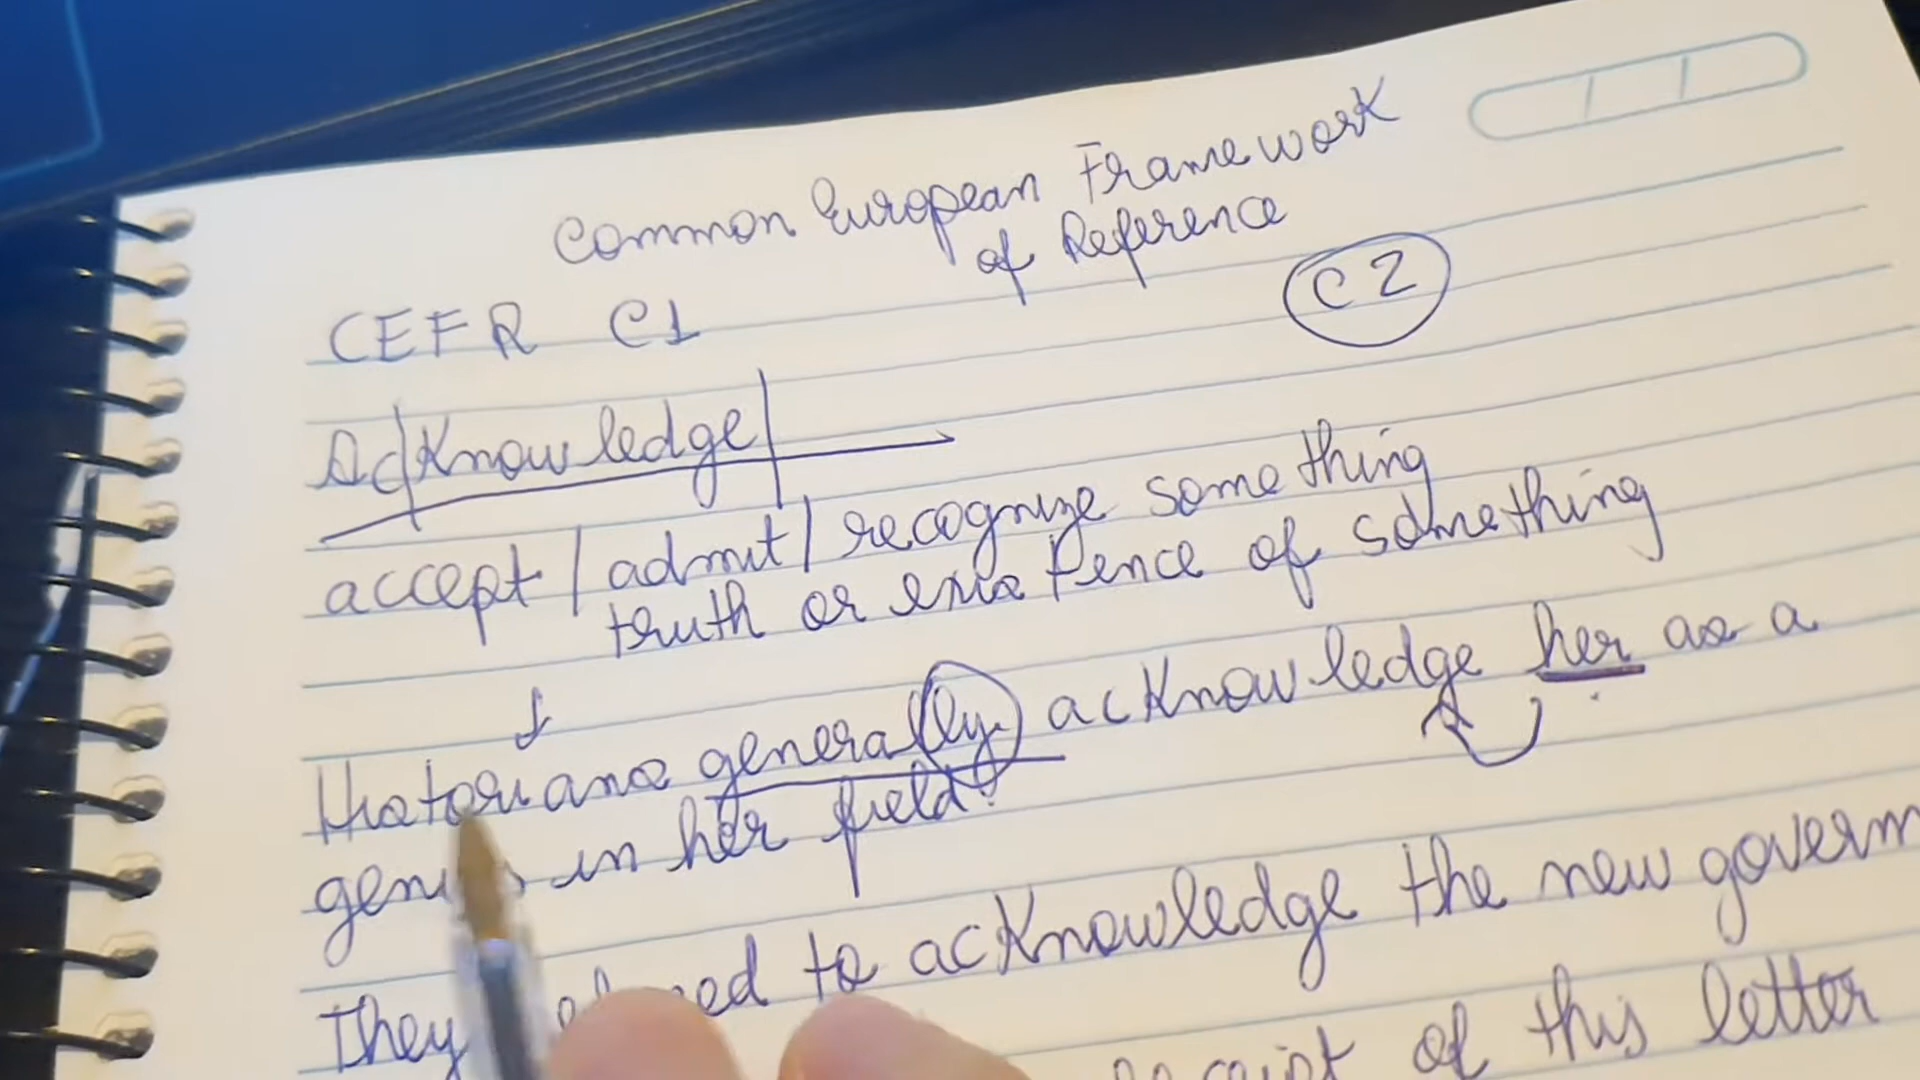 Common European Framework
of Reference
C2
CEFR C1
Acknowledge
accept / admit / recognize something
truth or existence of something
Historians generally acknowledge her as a
in her field.
They to acknowledge the new
of this letter